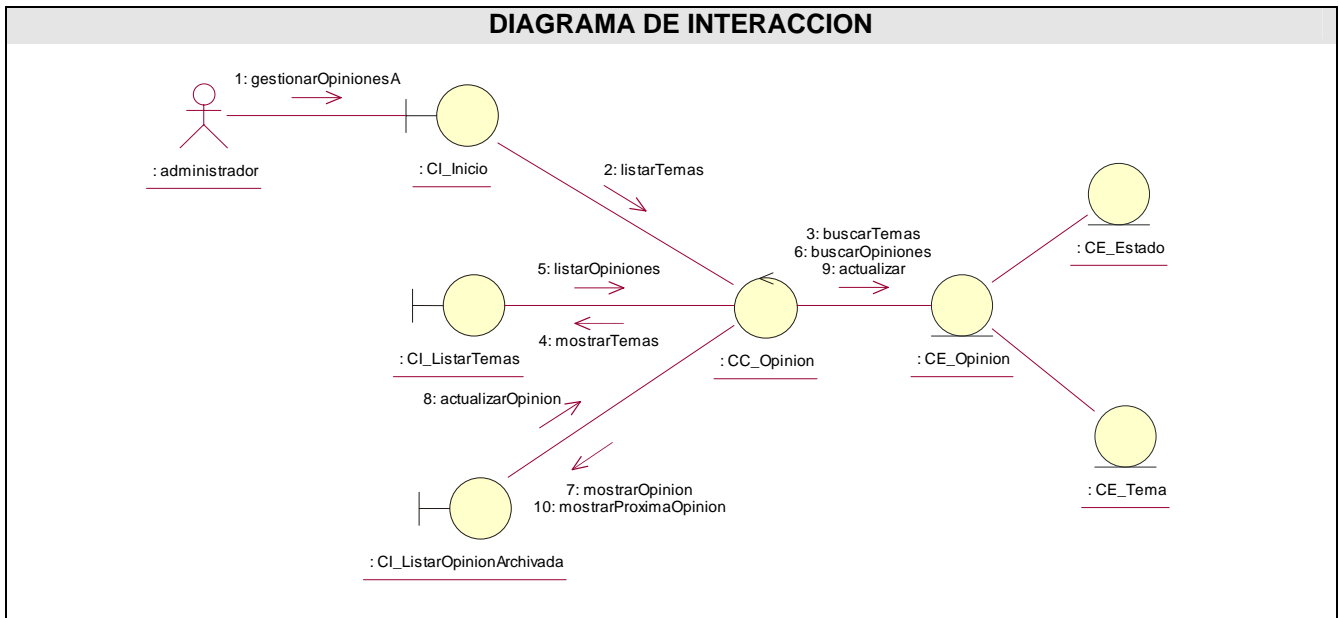 DIAGRAMA DE INTERACCION
1: gestionarOpinionesA
: administrador
: CI_Inicio
2: listarTemas
3: buscarTemas
6: buscarOpiniones
9: actualizar
: CE_Estado
5: listarOpiniones
4: mostrarTemas
: CI_ListarTemas
: CC_Opinion
: CE_Opinion
8: actualizarOpinion
7: mostrarOpinion
10: mostrarProximaOpinion
: CE_Tema
: CI_ListarOpinionArchivada